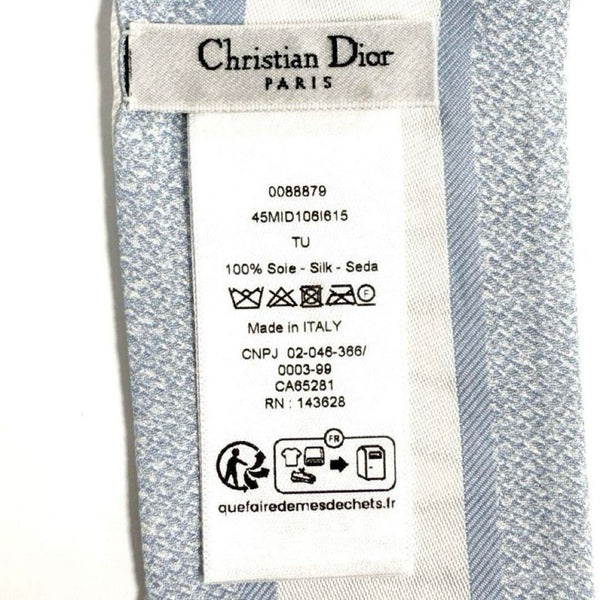 Christian Dior
PARIS
0088879
45MID106I615
TU
100% Soie - Silk - Seda
F
Made in ITALY
CNPJ 02-046-366/
0003-99
CA65281
RN : 143628
FR
quefairedemesdechets.fr